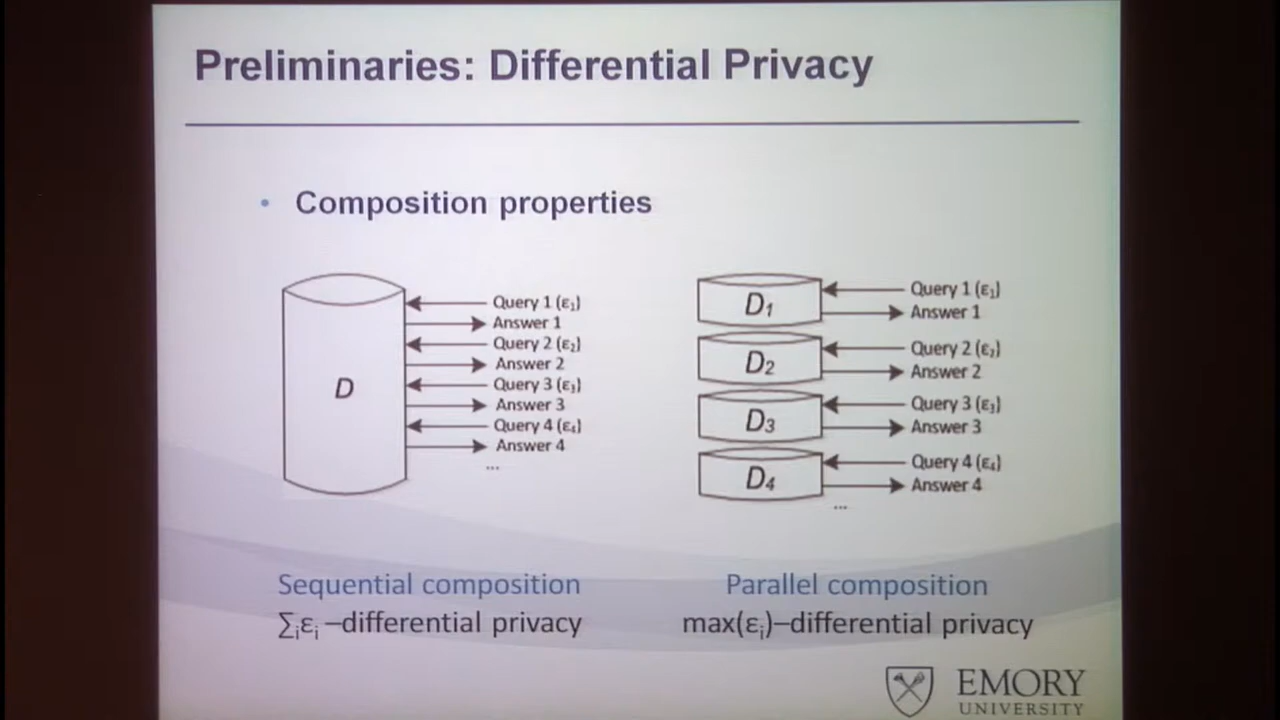 Preliminaries: Differential Privacy
• Composition properties
D
Query 1 (ε₁)
Answer 1
Query 2 (ε₂)
Answer 2
Query 3 (ε₃)
Answer 3
Query 4 (ε₄)
Answer 4
...
Sequential composition
∑ᵢεᵢ –differential privacy
D₁
Query 1 (ε₁)
Answer 1
D₂
Query 2 (ε₂)
Answer 2
D₃
Query 3 (ε₃)
Answer 3
D₄
Query 4 (ε₄)
Answer 4
...
Parallel composition
max(εᵢ)–differential privacy
EMORY
UNIVERSITY